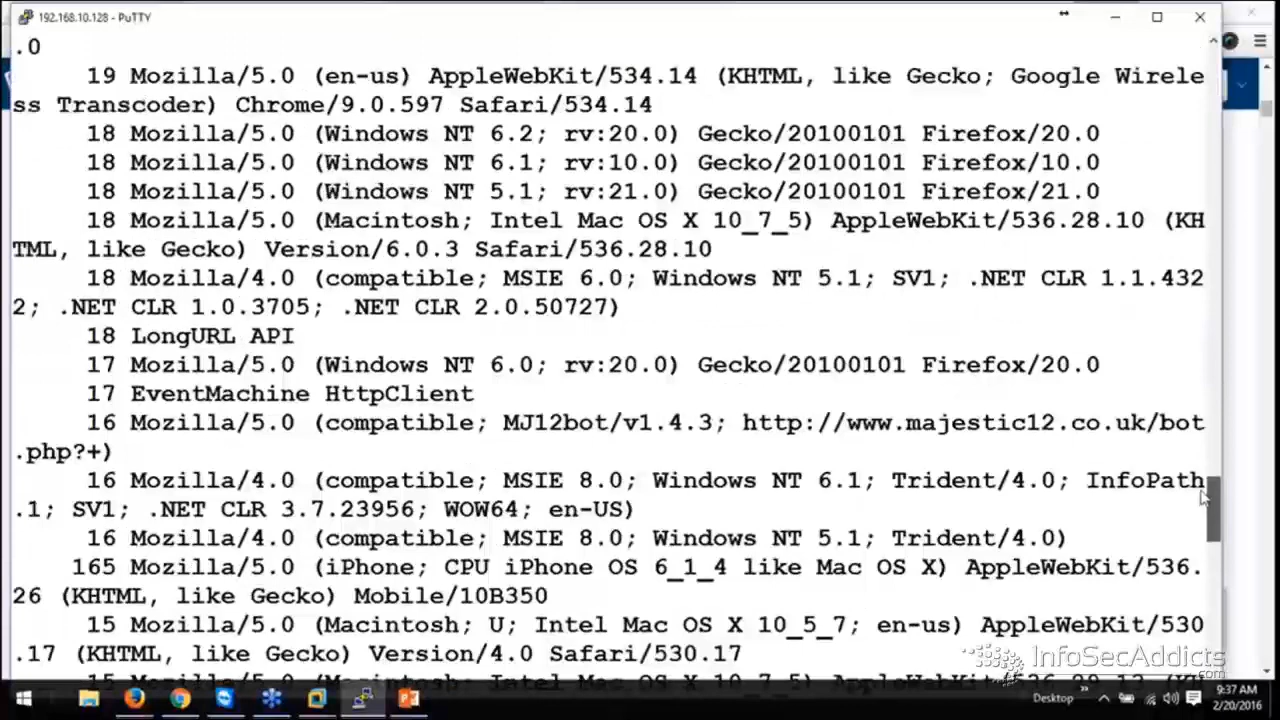 192.168.10.128 - PuTTY
.0
19 Mozilla/5.0 (en-us) AppleWebKit/534.14 (KHTML, like Gecko; Google Wirele
ss Transcoder) Chrome/9.0.597 Safari/534.14
18 Mozilla/5.0 (Windows NT 6.2; rv:20.0) Gecko/20100101 Firefox/20.0
18 Mozilla/5.0 (Windows NT 6.1; rv:10.0) Gecko/20100101 Firefox/10.0
18 Mozilla/5.0 (Windows NT 5.1; rv:21.0) Gecko/20100101 Firefox/21.0
18 Mozilla/5.0 (Macintosh; Intel Mac OS X 10_7_5) AppleWebKit/536.28.10 (KH
TML, like Gecko) Version/6.0.3 Safari/536.28.10
18 Mozilla/4.0 (compatible; MSIE 6.0; Windows NT 5.1; SV1; .NET CLR 1.1.432
2; .NET CLR 1.0.3705; .NET CLR 2.0.50727)
18 LongURL API
17 Mozilla/5.0 (Windows NT 6.0; rv:20.0) Gecko/20100101 Firefox/20.0
17 EventMachine HttpClient
16 Mozilla/5.0 (compatible; MJ12bot/v1.4.3; http://www.majestic12.co.uk/bot
.php?+)
16 Mozilla/4.0 (compatible; MSIE 8.0; Windows NT 6.1; Trident/4.0; InfoPath
.1; SV1; .NET CLR 3.7.23956; WOW64; en-US)
16 Mozilla/4.0 (compatible; MSIE 8.0; Windows NT 5.1; Trident/4.0)
165 Mozilla/5.0 (iPhone; CPU iPhone OS 6_1_4 like Mac OS X) AppleWebKit/536.
26 (KHTML, like Gecko) Mobile/10B350
15 Mozilla/5.0 (Macintosh; U; Intel Mac OS X 10_5_7; en-us) AppleWebKit/530
.17 (KHTML, like Gecko) Version/4.0 Safari/530.17
15 Mozilla/5.0 (Macintosh; Intel Mac OS X 10_7_5)
InfoSecAddicts
.com
Desktop
9:37 AM
2/20/2016